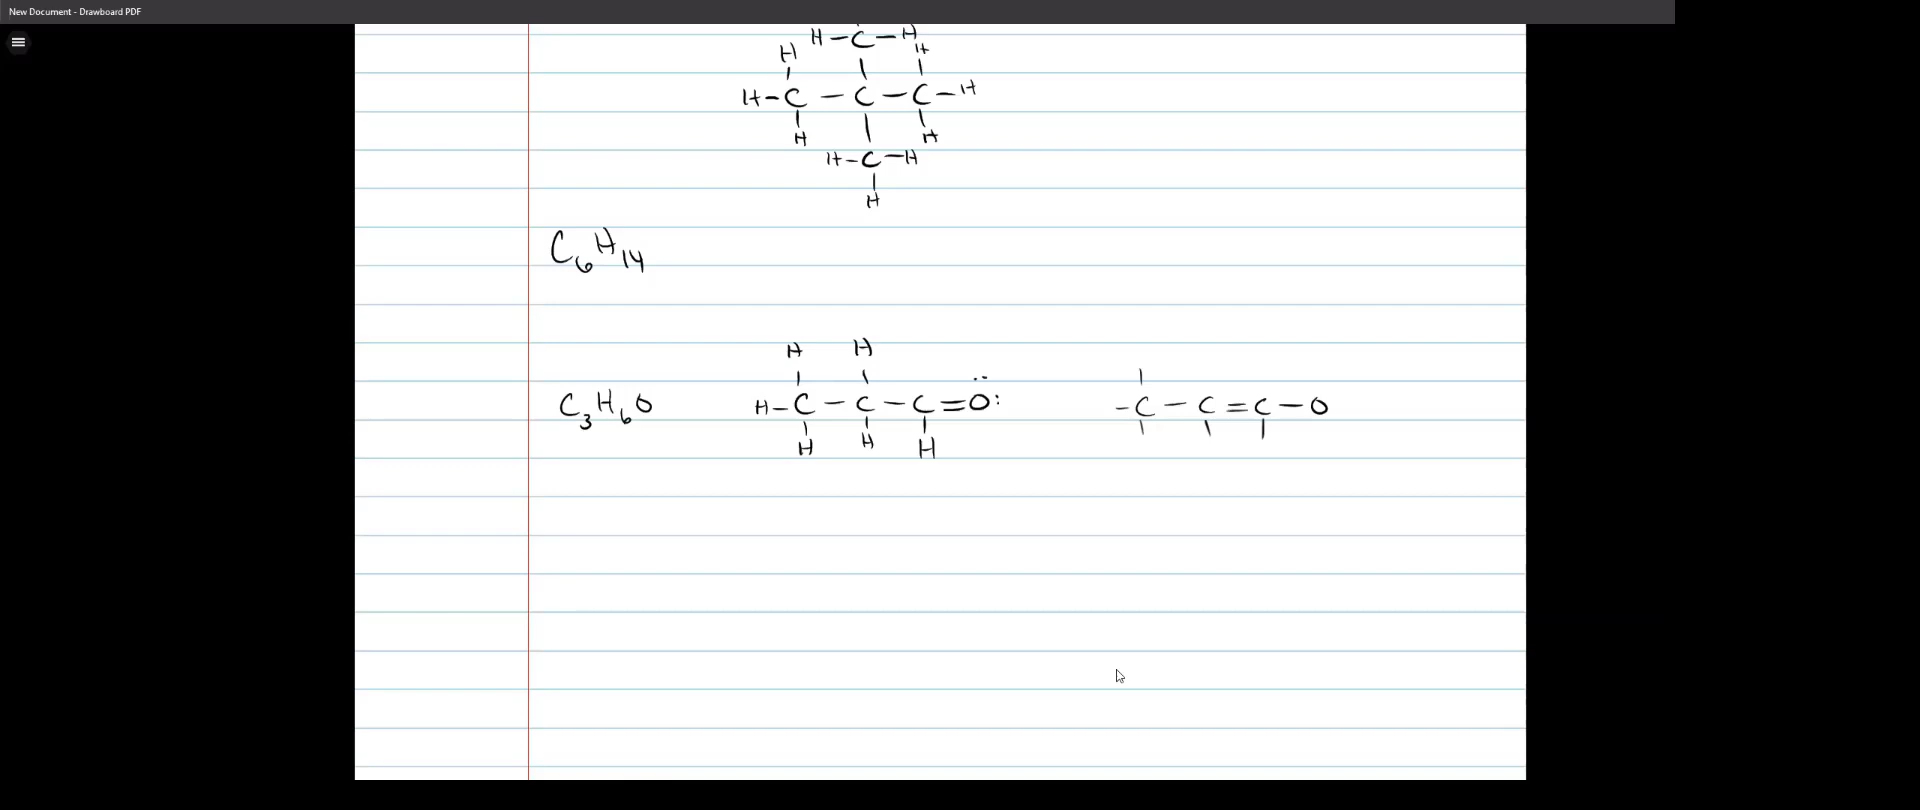 New Document - Drawboard PDF
H-C-H
H H
H-C-C-C-H
H H
H-C-H
H
C6H14
H H
C3H6O H-C-C-C=Ö: -C-C=C-O
H H H